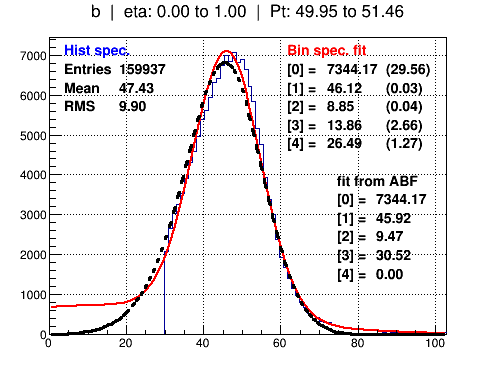 b | eta: 0.00 to 1.00 | Pt: 49.95 to 51.46
Hist spec.
Entries 159937
Mean 47.43
RMS 9.90
Bin spec. fit
[0] = 7344.17 (29.56)
[1] = 46.12 (0.03)
[2] = 8.85 (0.04)
[3] = 13.86 (2.66)
[4] = 26.49 (1.27)
fit from ABF
[0] = 7344.17
[1] = 45.92
[2] = 9.47
[3] = 30.52
[4] = 0.00
7000
6000
5000
4000
3000
2000
1000
0
0 20 40 60 80 100